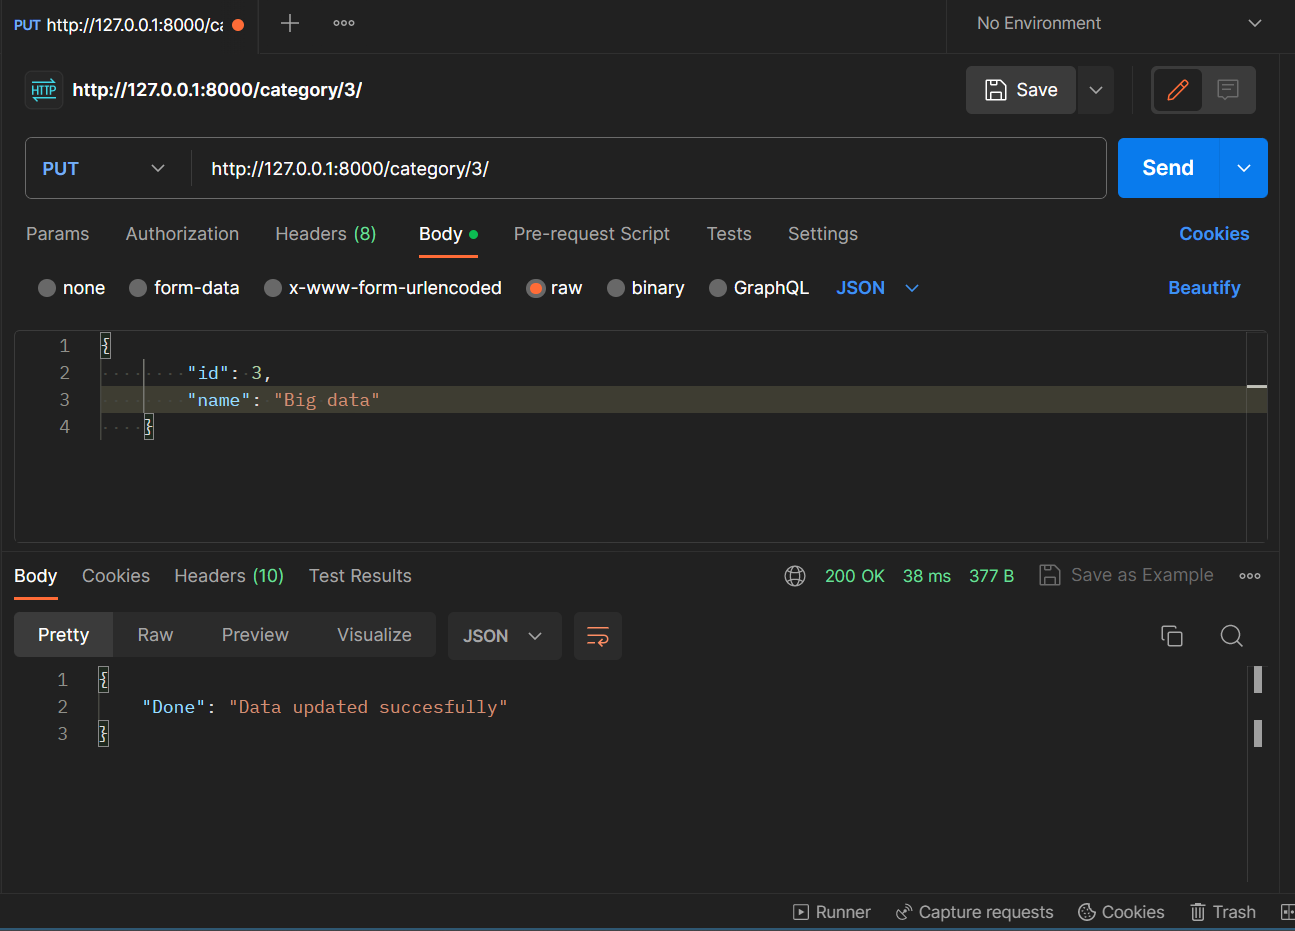 PUT http://127.0.0.1:8000/ca
No Environment
HTTP http://127.0.0.1:8000/category/3/
Save
PUT http://127.0.0.1:8000/category/3/
Send
Params Authorization Headers (8) Body Pre-request Script Tests Settings Cookies
none form-data x-www-form-urlencoded raw binary GraphQL JSON Beautify
1 {
2 "id": 3,
3 "name": "Big data"
4 }
Body Cookies Headers (10) Test Results 200 OK 38 ms 377 B Save as Example
Pretty Raw Preview Visualize JSON
1 {
2 "Done": "Data updated succesfully"
3 }
Runner Capture requests Cookies Trash